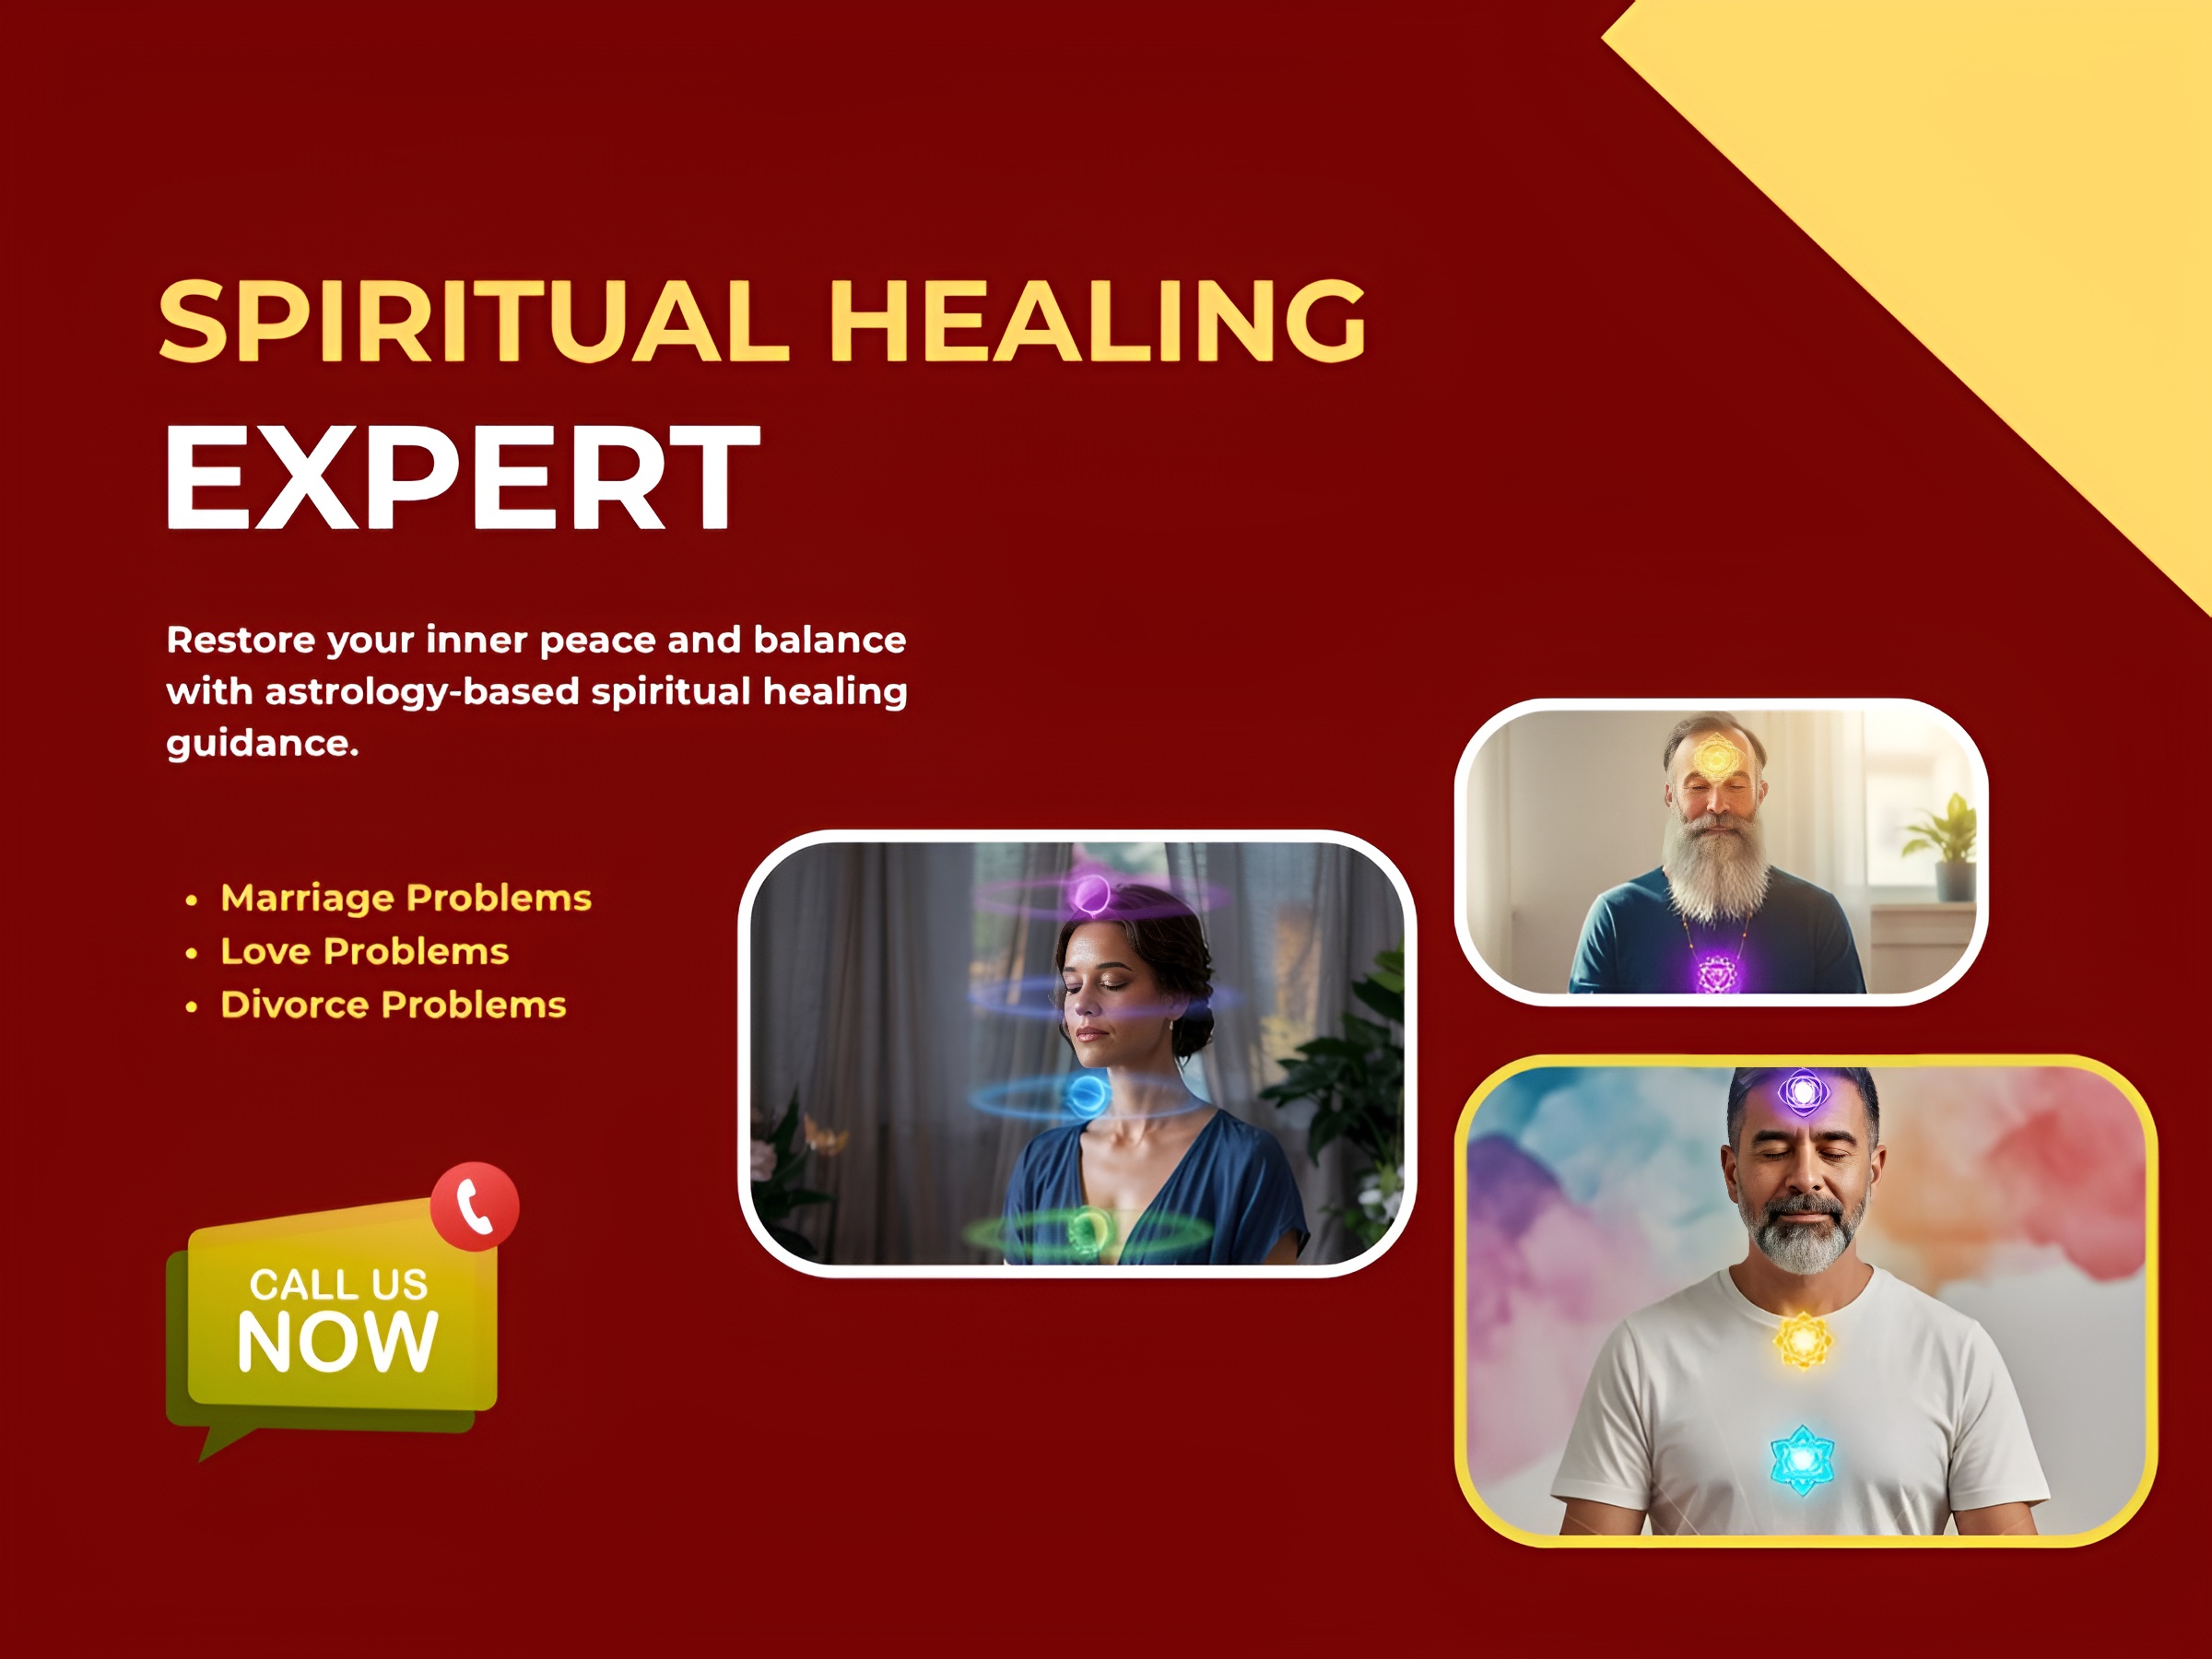 SPIRITUAL HEALING
EXPERT
Restore your inner peace and balance
with astrology-based spiritual healing
guidance.
• Marriage Problems
• Love Problems
• Divorce Problems
CALL US
NOW